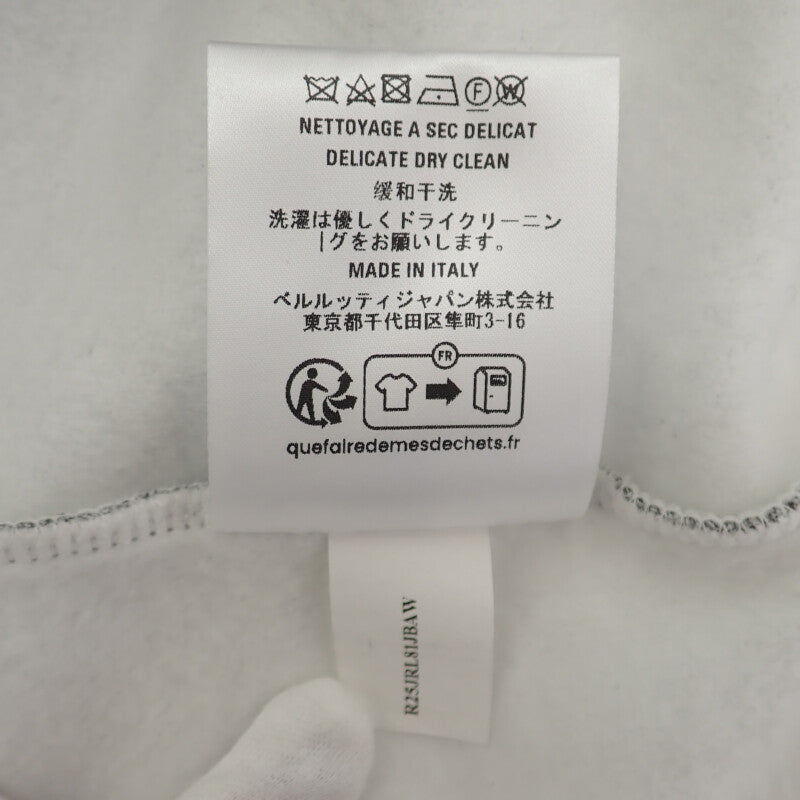 F W
NETTOYAGE A SEC DELICAT
DELICATE DRY CLEAN
缓和干洗
洗濯は優しくドライクリーニン
|グをお願いします。
MADE IN ITALY
ベルルッティジャパン株式会社
東京都千代田区隼町3-16
FR
quefairedemesdechets.fr
R25JRL81JBAW